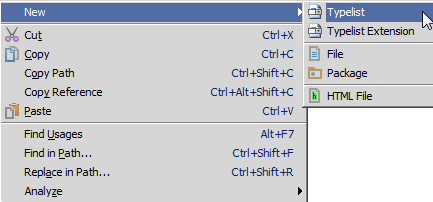 New
Cut Ctrl+X
Copy Ctrl+C
Copy Path Ctrl+Shift+C
Copy Reference Ctrl+Alt+Shift+C
Paste Ctrl+V
Find Usages Alt+F7
Find in Path... Ctrl+Shift+F
Replace in Path... Ctrl+Shift+R
Analyze
Typelist
Typelist Extension
File
Package
HTML File